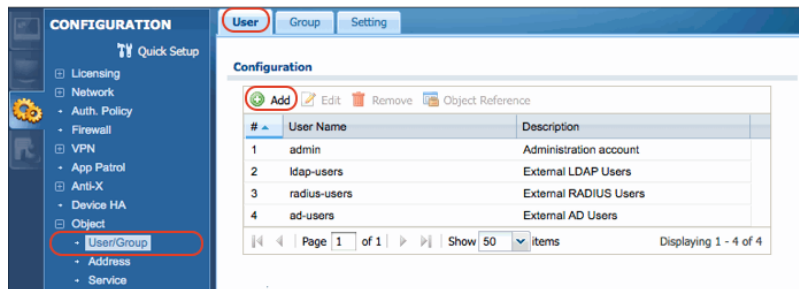 CONFIGURATION
Quick Setup
Licensing
Network
Auth. Policy
Firewall
VPN
App Patrol
Anti-X
Device HA
Object
User/Group
Address
Service
User Group Setting
Configuration
Add Edit Remove Object Reference
# User Name Description
1 admin Administration account
2 ldap-users External LDAP Users
3 radius-users External RADIUS Users
4 ad-users External AD Users
Page 1 of 1 Show 50 items Displaying 1 - 4 of 4